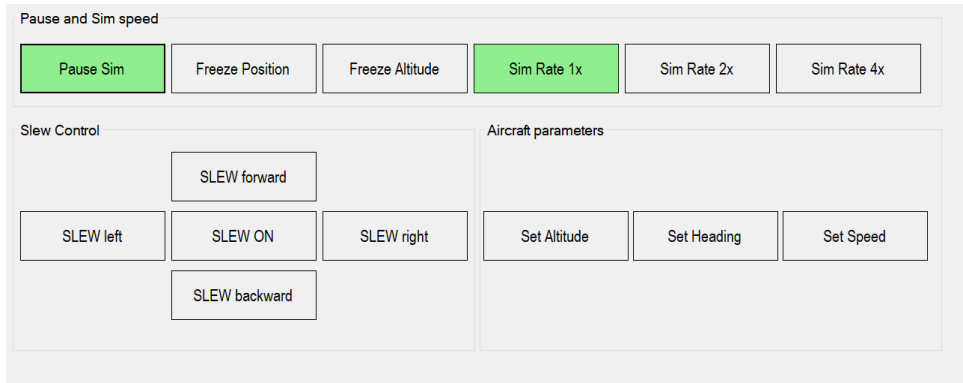 Pause and Sim speed
Pause Sim
Freeze Position
Freeze Altitude
Sim Rate 1x
Sim Rate 2x
Sim Rate 4x
Slew Control
SLEW forward
SLEW left
SLEW ON
SLEW right
SLEW backward
Aircraft parameters
Set Altitude
Set Heading
Set Speed